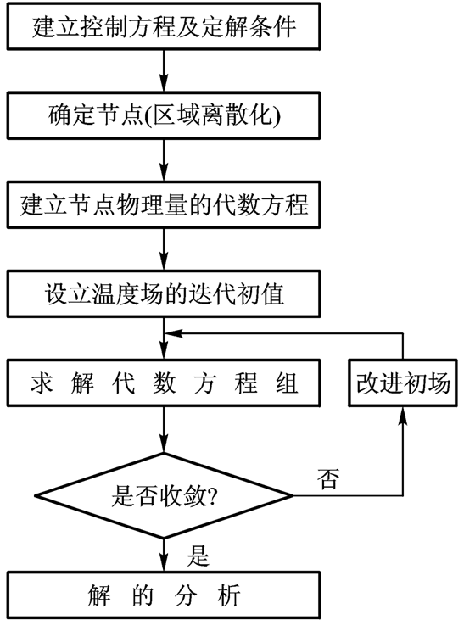 建立控制方程及定解条件
确定节点(区域离散化)
建立节点物理量的代数方程
设立温度场的迭代初值
求解代数方程组
改进初场
是否收敛?
否
是
解的分析